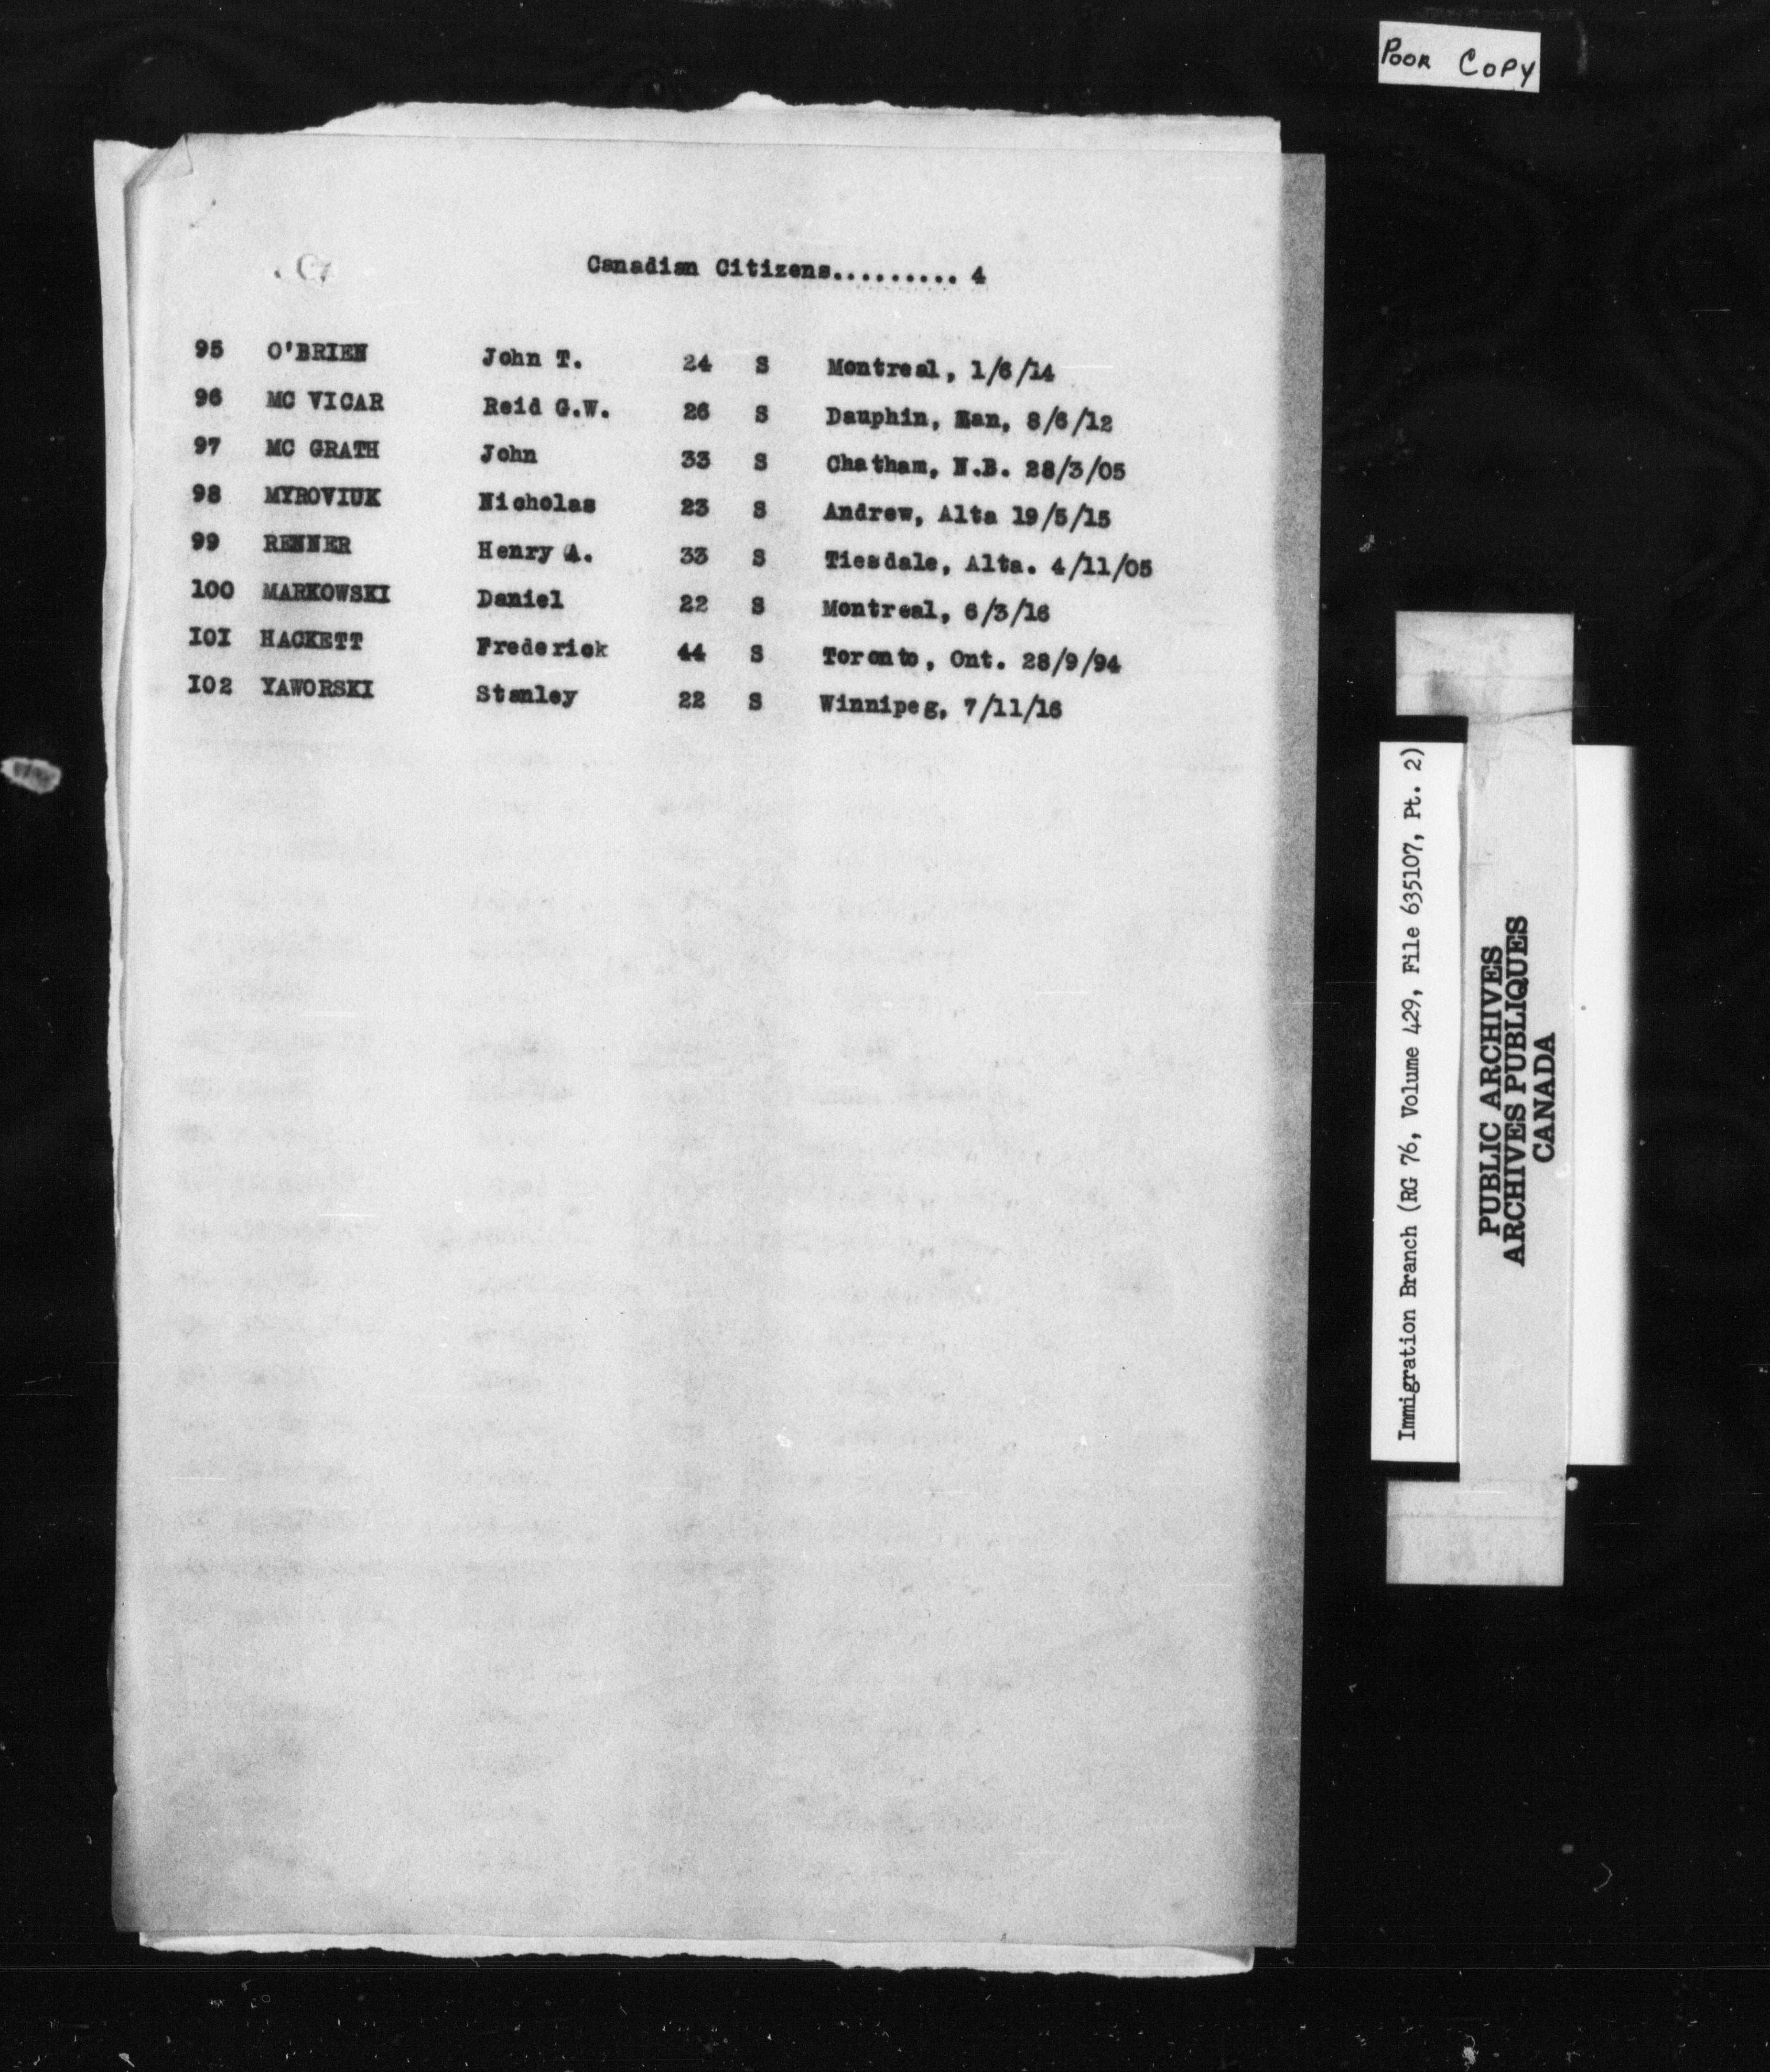 POOR COPY
Canadian Citizens......... 4
95 O'BRIEN John T. 24 S Montreal, 1/6/14
96 MC VICAR Reid G.W. 26 S Dauphin, Man, 8/6/12
97 MC GRATH John 33 S Chatham, N.B. 28/3/05
98 MYROVIUK Nicholas 23 S Andrew, Alta 19/5/15
99 RENNER Henry A. 33 S Tiesdale, Alta. 4/11/05
100 MARKOWSKI Daniel 22 S Montreal, 6/3/16
I0I HACKETT Frederick 44 S Toronto, Ont. 28/9/94
I02 YAWORSKI Stanley 22 S Winnipeg, 7/11/16
Immigration Branch (RG 76, Volume 429, File 635107, Pt. 2)
PUBLIC ARCHIVES
ARCHIVES PUBLIQUES
CANADA